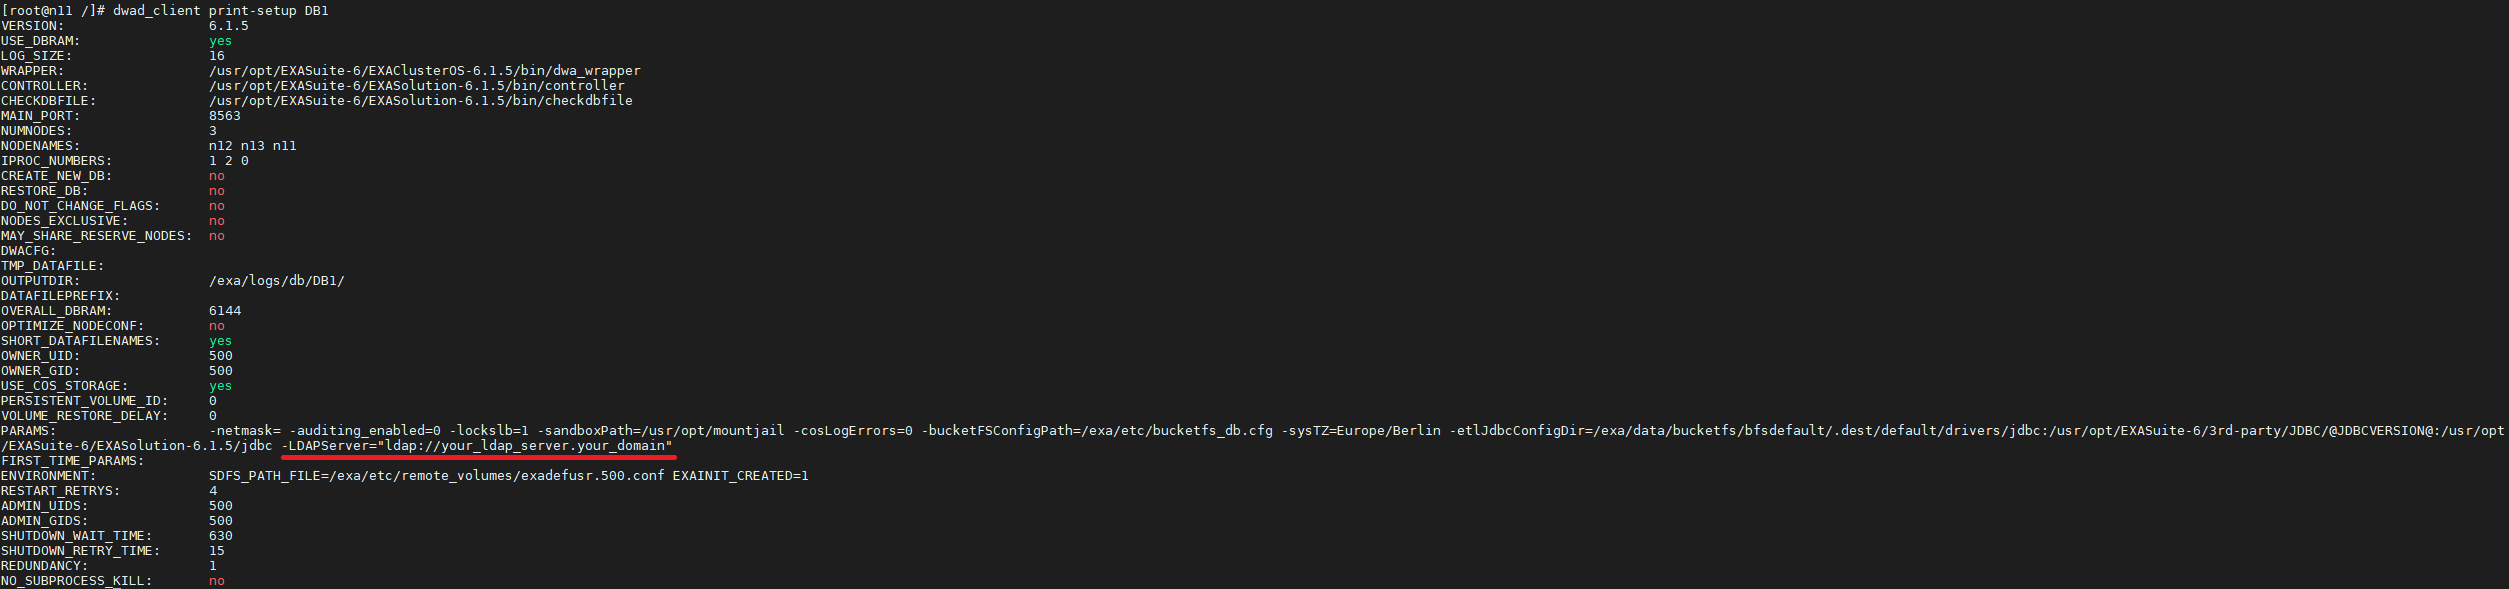 [root@n11 /]# dwad_client print-setup DB1
VERSION: 6.1.5
USE_DBRAM: yes
LOG_SIZE: 16
WRAPPER: /usr/opt/EXASuite-6/EXAClusterOS-6.1.5/bin/dwa_wrapper
CONTROLLER: /usr/opt/EXASuite-6/EXASolution-6.1.5/bin/controller
CHECKDBFILE: /usr/opt/EXASuite-6/EXASolution-6.1.5/bin/checkdbfile
MAIN_PORT: 8563
NUMNODES: 3
NODENAMES: n12 n13 n11
IPROC_NUMBERS: 1 2 0
CREATE_NEW_DB: no
RESTORE_DB: no
DO_NOT_CHANGE_FLAGS: no
NODES_EXCLUSIVE: no
MAY_SHARE_RESERVE_NODES: no
DWACFG:
TMP_DATAFILE:
OUTPUTDIR: /exa/logs/db/DB1/
DATAFILEPREFIX:
OVERALL_DBRAM: 6144
OPTIMIZE_NODECONF: no
SHORT_DATAFILENAMES: yes
OWNER_UID: 500
OWNER_GID: 500
USE_COS_STORAGE: yes
PERSISTENT_VOLUME_ID: 0
VOLUME_RESTORE_DELAY: 0
PARAMS: -netmask= -auditing_enabled=0 -lockslb=1 -sandboxPath=/usr/opt/mountjail -cosLogErrors=0 -bucketFSConfigPath=/exa/etc/bucketfs_db.cfg -sysTZ=Europe/Berlin -etlJdbcConfigDir=/exa/data/bucketfs/bfsdefault/.dest/default/drivers/jdbc:/usr/opt/EXASuite-6/3rd-party/JDBC/@JDBCVERSION@:/usr/opt
/EXASuite-6/EXASolution-6.1.5/jdbc -LDAPServer="ldap://your_ldap_server.your_domain"
FIRST_TIME_PARAMS:
ENVIRONMENT: SDFS_PATH_FILE=/exa/etc/remote_volumes/exadefusr.500.conf EXAINIT_CREATED=1
RESTART_RETRYS: 4
ADMIN_UIDS: 500
ADMIN_GIDS: 500
SHUTDOWN_WAIT_TIME: 630
SHUTDOWN_RETRY_TIME: 15
REDUNDANCY: 1
NO_SUBPROCESS_KILL: no